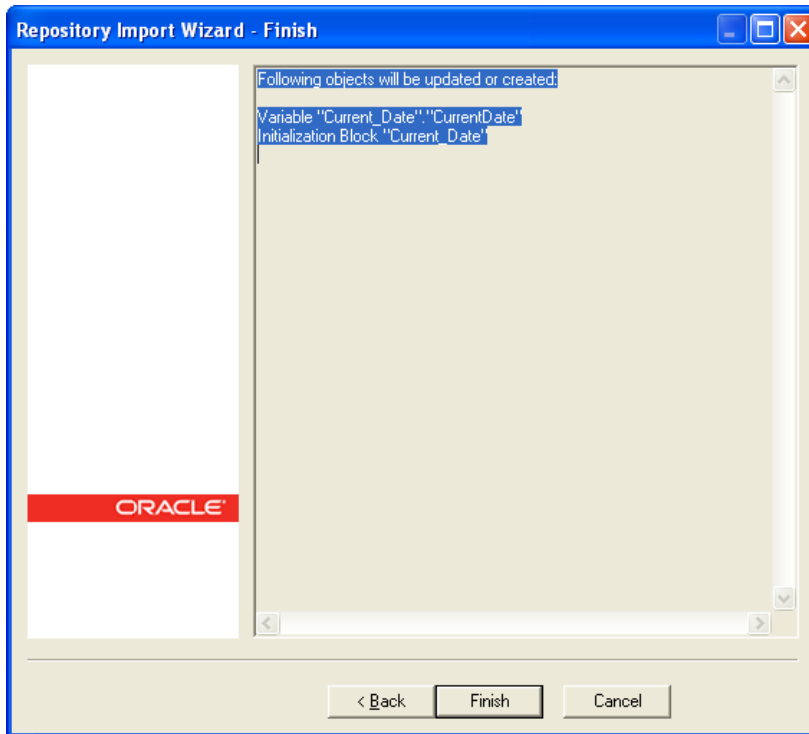 Repository Import Wizard - Finish
Following objects will be updated or created:
Variable "Current_Date"."CurrentDate"
Initialization Block "Current_Date"
ORACLE
< Back
Finish
Cancel